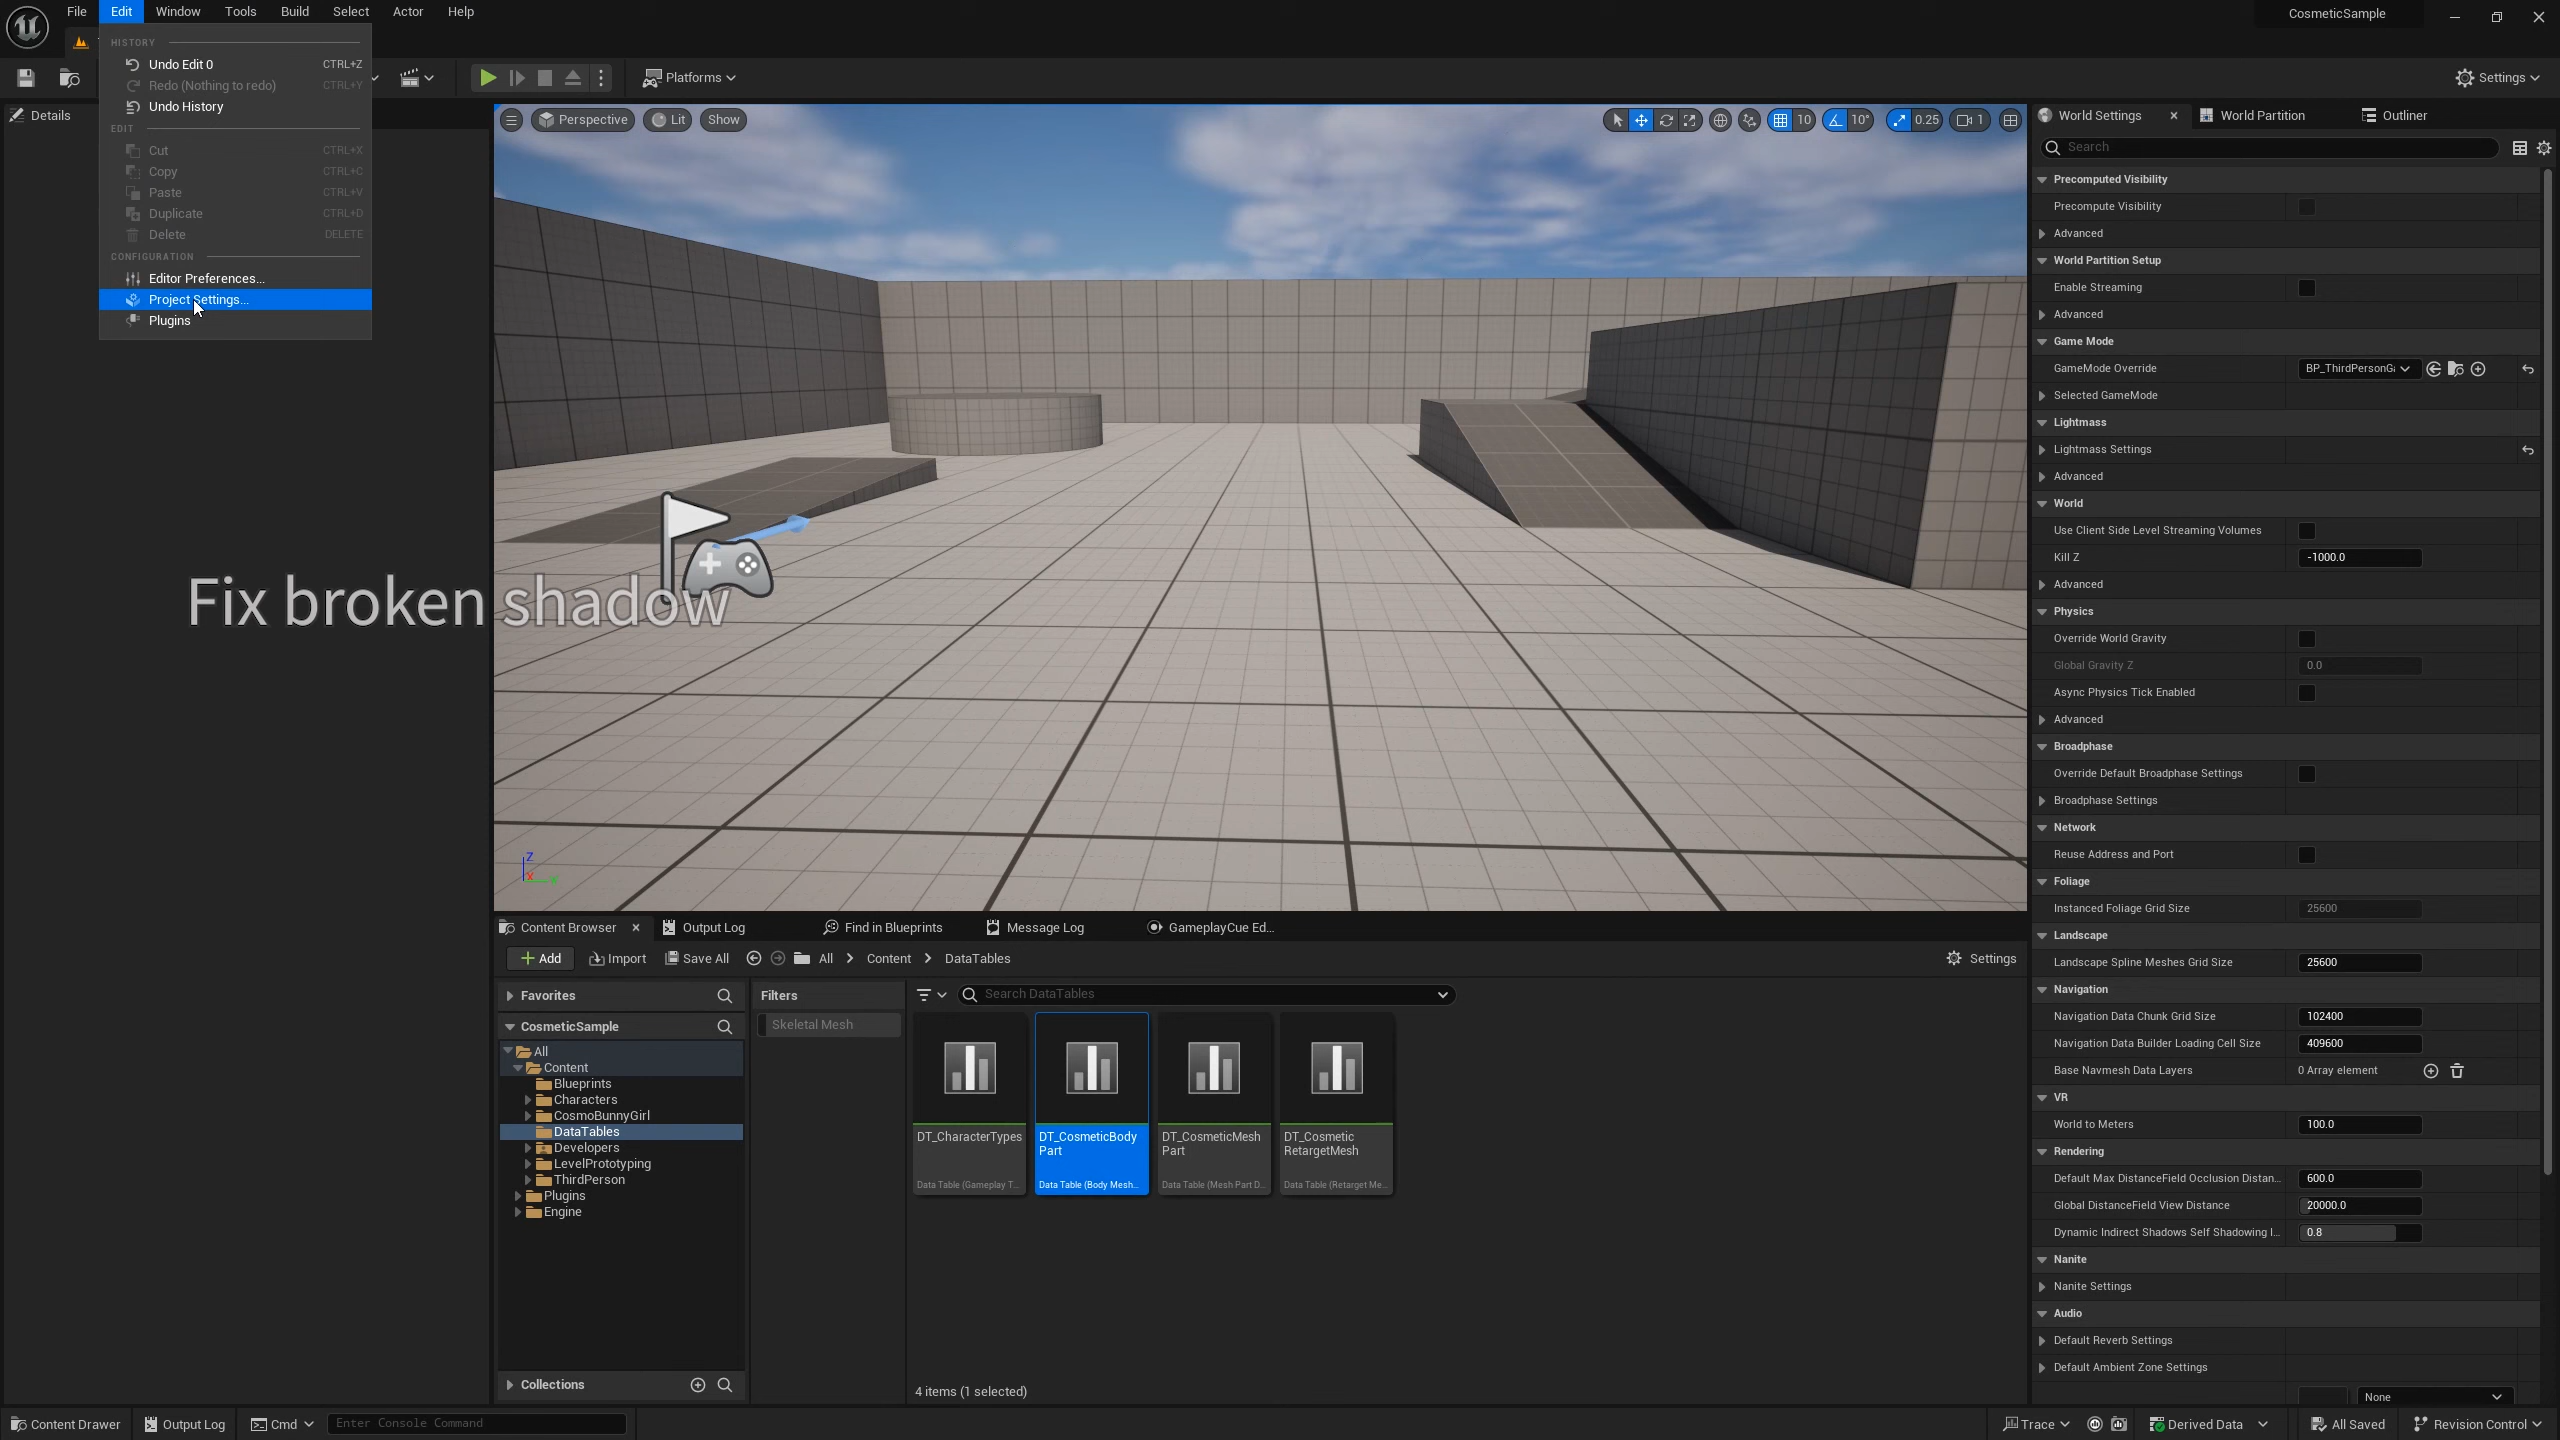 File Edit Window Tools Build Select Actor Help
CosmeticSample
HISTORY
Undo Edit 0 CTRL+Z
Redo (Nothing to redo) CTRL+Y
Undo History
EDIT
Cut CTRL+X
Copy CTRL+C
Paste CTRL+V
Duplicate CTRL+D
Delete DELETE
CONFIGURATION
Editor Preferences...
Project Settings...
Plugins
Platforms
Settings
Details
Perspective Lit Show
10 10° 0.25 1
Fix broken shadow
Z
X
Y
World Settings World Partition Outliner
Search
Precomputed Visibility
Precompute Visibility
Advanced
World Partition Setup
Enable Streaming
Advanced
Game Mode
GameMode Override BP_ThirdPersonGa
Selected GameMode
Lightmass
Lightmass Settings
Advanced
World
Use Client Side Level Streaming Volumes
Kill Z -1000.0
Advanced
Physics
Override World Gravity
Global Gravity Z 0.0
Async Physics Tick Enabled
Advanced
Broadphase
Override Default Broadphase Settings
Broadphase Settings
Network
Reuse Address and Port
Foliage
Instanced Foliage Grid Size 25600
Landscape
Landscape Spline Meshes Grid Size 25600
Navigation
Navigation Data Chunk Grid Size 102400
Navigation Data Builder Loading Cell Size 409600
Base Navmesh Data Layers 0 Array element
VR
World to Meters 100.0
Rendering
Default Max DistanceField Occlusion Distan... 600.0
Global DistanceField View Distance 20000.0
Dynamic Indirect Shadows Self Shadowing I... 0.8
Nanite
Nanite Settings
Audio
Default Reverb Settings
Default Ambient Zone Settings
None
Content Browser Output Log Find in Blueprints Message Log GameplayCue Ed...
Add Import Save All All Content DataTables Settings
Favorites
CosmeticSample
All
Content
Blueprints
Characters
CosmoBunnyGirl
DataTables
Developers
LevelPrototyping
ThirdPerson
Plugins
Engine
Collections
Filters
Skeletal Mesh
Search DataTables
DT_CharacterTypes
Data Table (Gameplay T...
DT_CosmeticBody
Part
Data Table (Body Mesh...
DT_CosmeticMesh
Part
Data Table (Mesh Part D...
DT_Cosmetic
RetargetMesh
Data Table (Retarget Me...
4 items (1 selected)
Content Drawer Output Log Cmd Enter Console Command
Trace Derived Data All Saved Revision Control